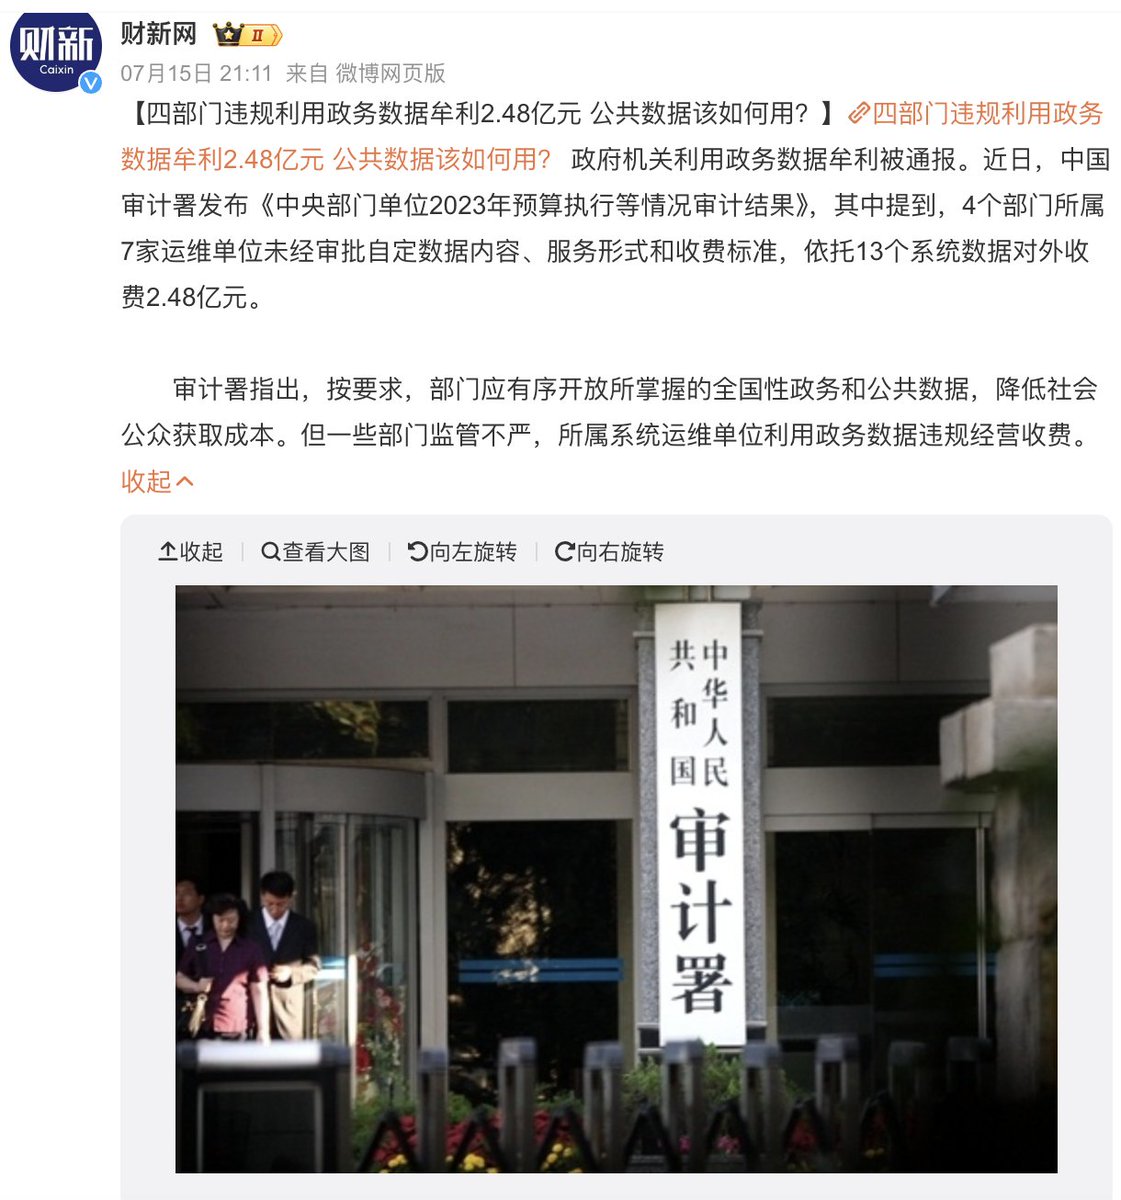 财新
Caixin
财新网
II
07月15日 21:11 来自 微博网页版
【四部门违规利用政务数据牟利2.48亿元 公共数据该如何用？】四部门违规利用政务
数据牟利2.48亿元 公共数据该如何用？ 政府机关利用政务数据牟利被通报。近日，中国
审计署发布《中央部门单位2023年预算执行等情况审计结果》，其中提到，4个部门所属
7家运维单位未经审批自定数据内容、服务形式和收费标准，依托13个系统数据对外收
费2.48亿元。
审计署指出，按要求，部门应有序开放所掌握的全国性政务和公共数据，降低社会
公众获取成本。但一些部门监管不严，所属系统运维单位利用政务数据违规经营收费。
收起
收起 查看大图 向左旋转 向右旋转
中华人民
共和国
审计署